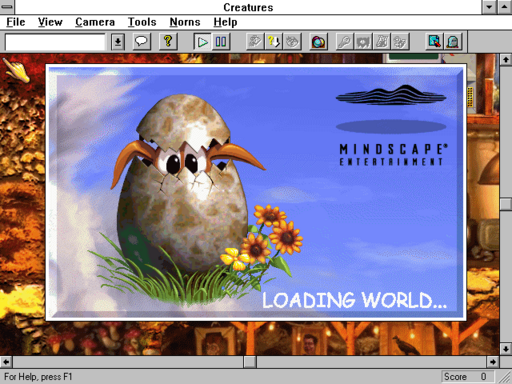 Creatures
File View Camera Tools Norns Help
MINDSCAPE®
ENTERTAINMENT
LOADING WORLD...
For Help, press F1
Score 0